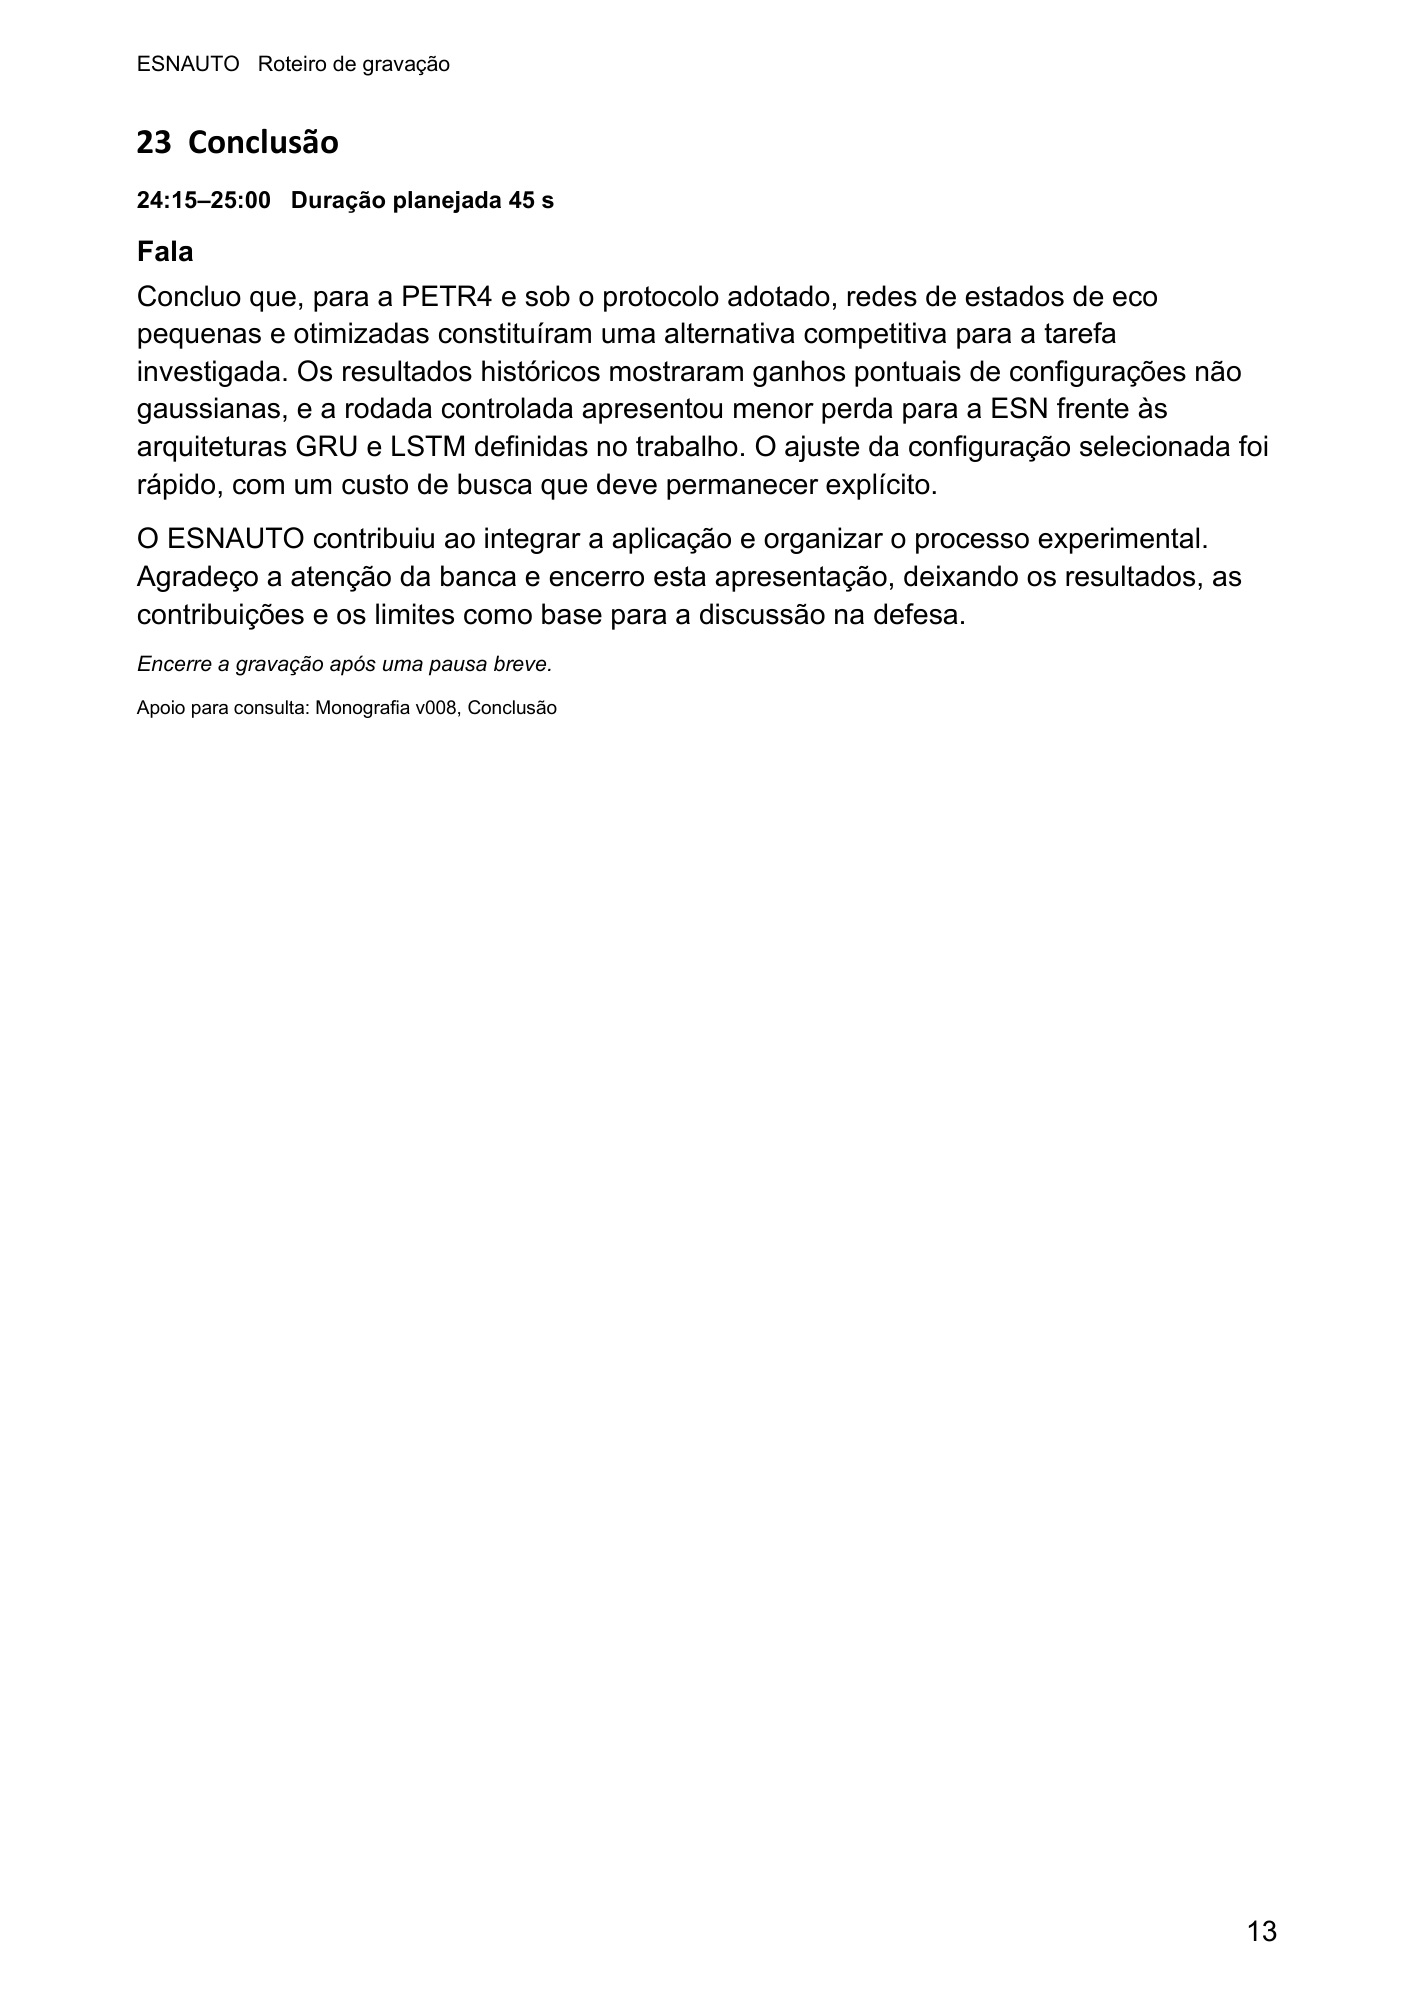 ESNAUTO Roteiro de gravação
23 Conclusão
24:15–25:00 Duração planejada 45 s
Fala
Concluo que, para a PETR4 e sob o protocolo adotado, redes de estados de eco
pequenas e otimizadas constituíram uma alternativa competitiva para a tarefa
investigada. Os resultados históricos mostraram ganhos pontuais de configurações não
gaussianas, e a rodada controlada apresentou menor perda para a ESN frente às
arquiteturas GRU e LSTM definidas no trabalho. O ajuste da configuração selecionada foi
rápido, com um custo de busca que deve permanecer explícito.
O ESNAUTO contribuiu ao integrar a aplicação e organizar o processo experimental.
Agradeço a atenção da banca e encerro esta apresentação, deixando os resultados, as
contribuições e os limites como base para a discussão na defesa.
Encerre a gravação após uma pausa breve.
Apoio para consulta: Monografia v008, Conclusão
13